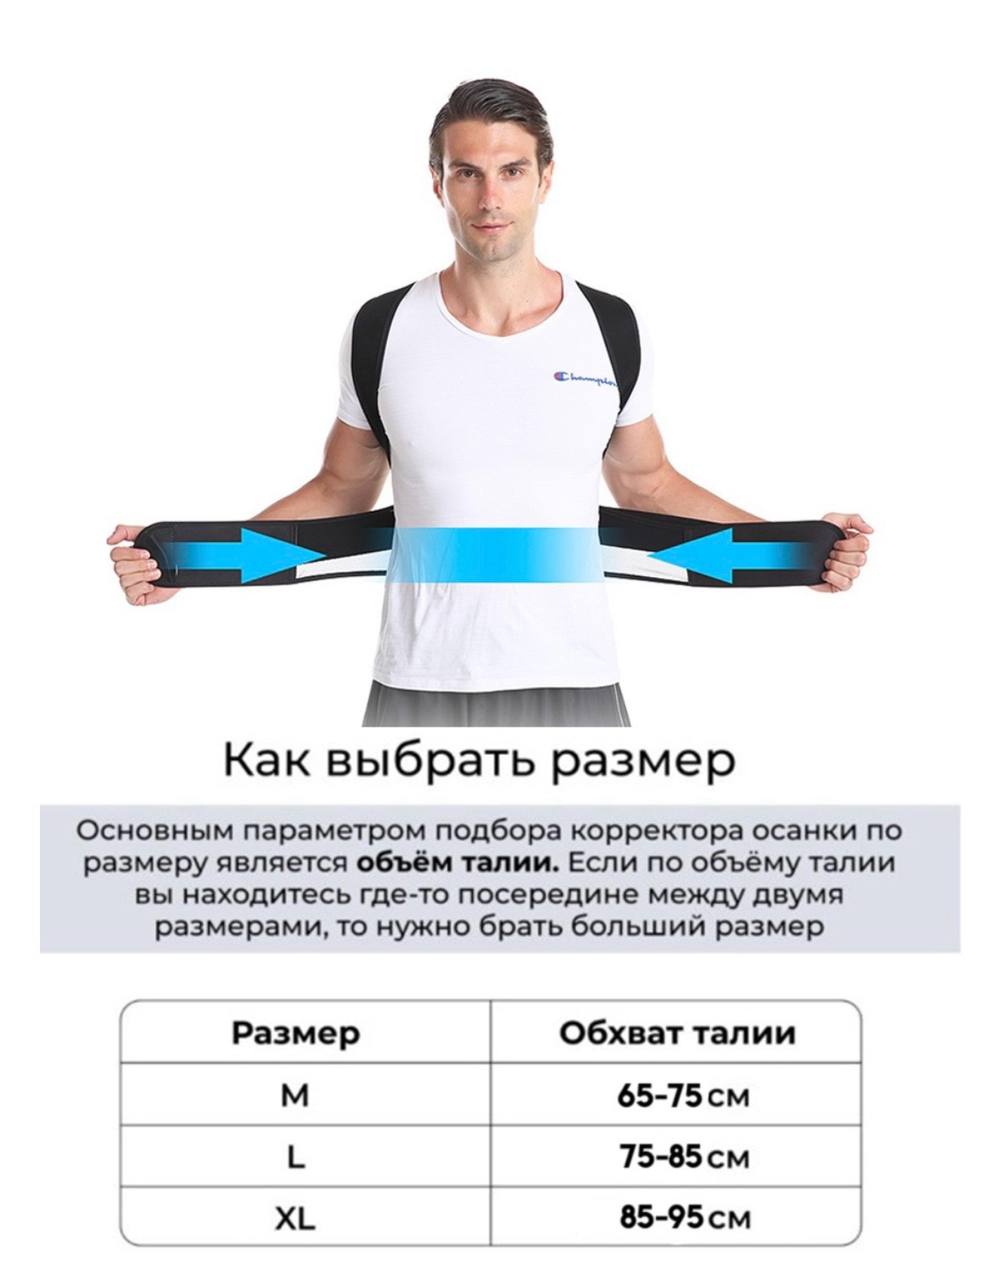 Champion
Как выбрать размер
Основным параметром подбора корректора осанки по
размеру является объём талии. Если по объёму талии
вы находитесь где-то посередине между двумя
размерами, то нужно брать больший размер
Размер Обхват талии
M 65-75 см
L 75-85 см
XL 85-95 см